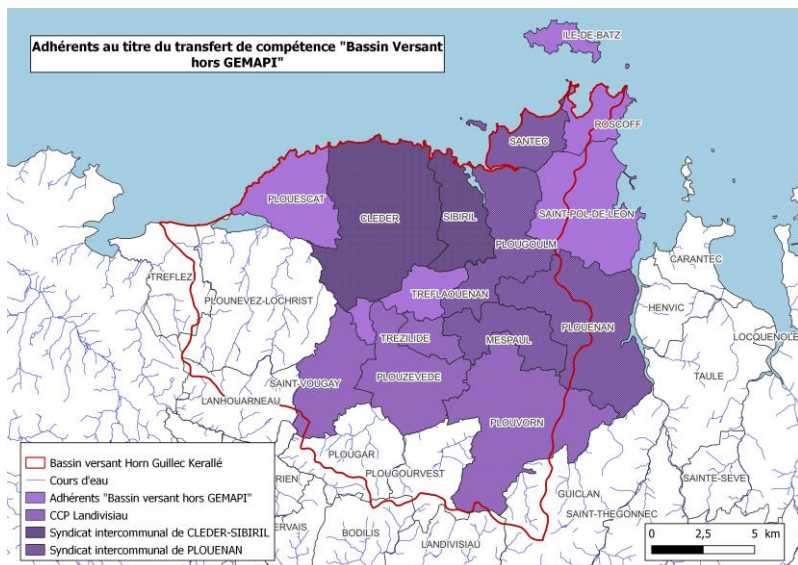 Adhérents au titre du transfert de compétence "Bassin Versant
hors GEMAPI"
ILE-DE-BATZ
ROSCOFF
SANTEC
PLOUESCAT
CLEDER
SIBIRIL
SAINT-POL-DE-LEON
PLOUGOULM
CARANTEC
TREFLEZ
PLOUNEVEZ-LOCHRIST
TREFLAOUENAN
HENVIC
PLOUENAN
LOCQUENOLE
TREZILIDE
MESPAUL
TAULE
SAINT-VOUGAY
PLOUZEVEDE
LANHOUARNEAU
PLOUVORN
PLOUGAR
PLOUGOURVEST
GUICLAN
SAINTE-SEVE
SAINT-THEGONNEC
RIEN
ERVAIS
BODILIS
LANDIVISIAU
Bassin versant Horn Guillec Kerallé
Cours d'eau
Adhérents "Bassin versant hors GEMAPI"
CCP Landivisiau
Syndicat intercommunal de CLEDER-SIBIRIL
Syndicat intercommunal de PLOUENAN
0 2,5 5 km